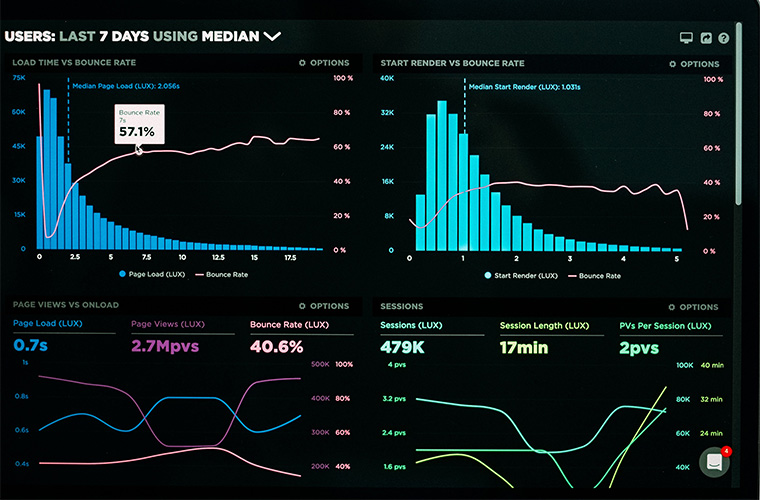 USERS: LAST 7 DAYS USING MEDIAN
LOAD TIME VS BOUNCE RATE
OPTIONS
75K
100 %
Median Page Load (LUX): 2.056s
60K
80 %
Bounce Rate
7s
57.1%
45K
60 %
30K
40 %
15K
20 %
0
0 %
0 2.5 5 7.5 10 12.5 15 17.5
Page Load (LUX) Bounce Rate
START RENDER VS BOUNCE RATE
OPTIONS
40K
100 %
Median Start Render (LUX): 1.031s
32K
80 %
24K
60 %
16K
40 %
8K
20 %
0
0 %
0 1 2 3 4 5
Start Render (LUX) Bounce Rate
PAGE VIEWS VS ONLOAD
OPTIONS
Page Load (LUX) Page Views (LUX) Bounce Rate (LUX)
0.7s 2.7Mpvs 40.6%
1s 500K 100%
0.8s 400K 80%
0.6s 300K 60%
0.4s 200K 40%
SESSIONS
OPTIONS
Sessions (LUX) Session Length (LUX) PVs Per Session (LUX)
479K 17min 2pvs
4 pvs 100K 40 min
3.2 pvs 80K 32 min
2.4 pvs 60K 24 min
1.6 pvs 40K
4